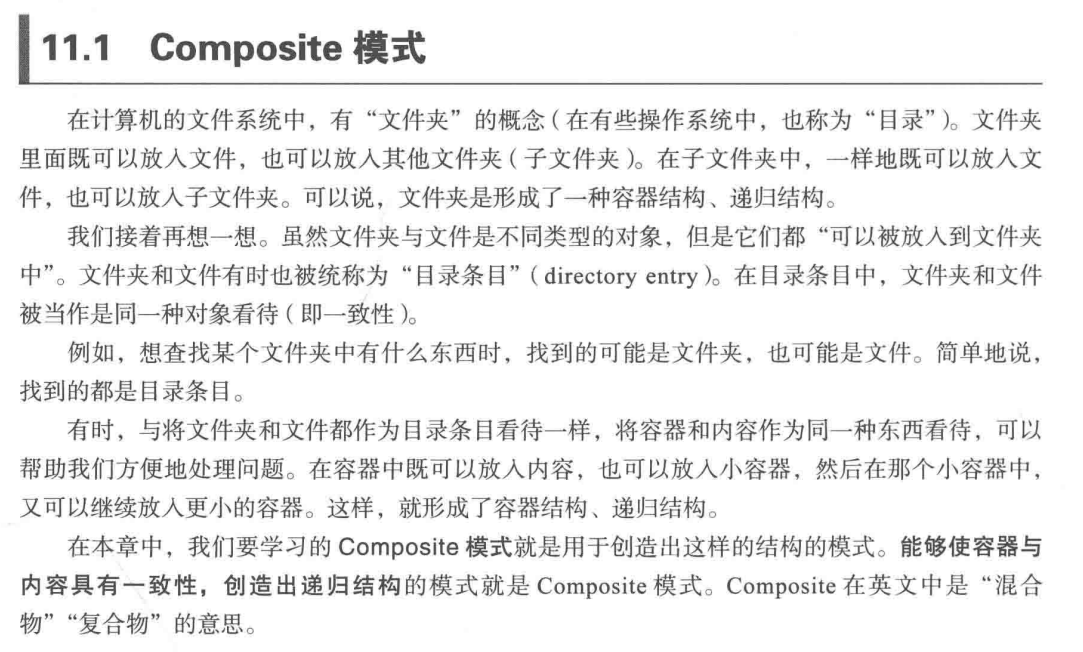 11.1 Composite 模式
在计算机的文件系统中，有“文件夹”的概念（在有些操作系统中，也称为“目录”）。文件夹
里面既可以放入文件，也可以放入其他文件夹（子文件夹）。在子文件夹中，一样地既可以放入文
件，也可以放入子文件夹。可以说，文件夹是形成了一种容器结构、递归结构。
我们接着再想一想。虽然文件夹与文件是不同类型的对象，但是它们都“可以被放入到文件夹
中”。文件夹和文件有时也被统称为“目录条目”（directory entry）。在目录条目中，文件夹和文件
被当作是同一种对象看待（即一致性）。
例如，想查找某个文件夹中有什么东西时，找到的可能是文件夹，也可能是文件。简单地说，
找到的都是目录条目。
有时，与将文件夹和文件都作为目录条目看待一样，将容器和内容作为同一种东西看待，可以
帮助我们方便地处理问题。在容器中既可以放入内容，也可以放入小容器，然后在那个小容器中，
又可以继续放入更小的容器。这样，就形成了容器结构、递归结构。
在本章中，我们要学习的 Composite 模式就是用于创造出这样的结构的模式。能够使容器与
内容具有一致性，创造出递归结构的模式就是 Composite 模式。Composite 在英文中是“混合
物”“复合物”的意思。